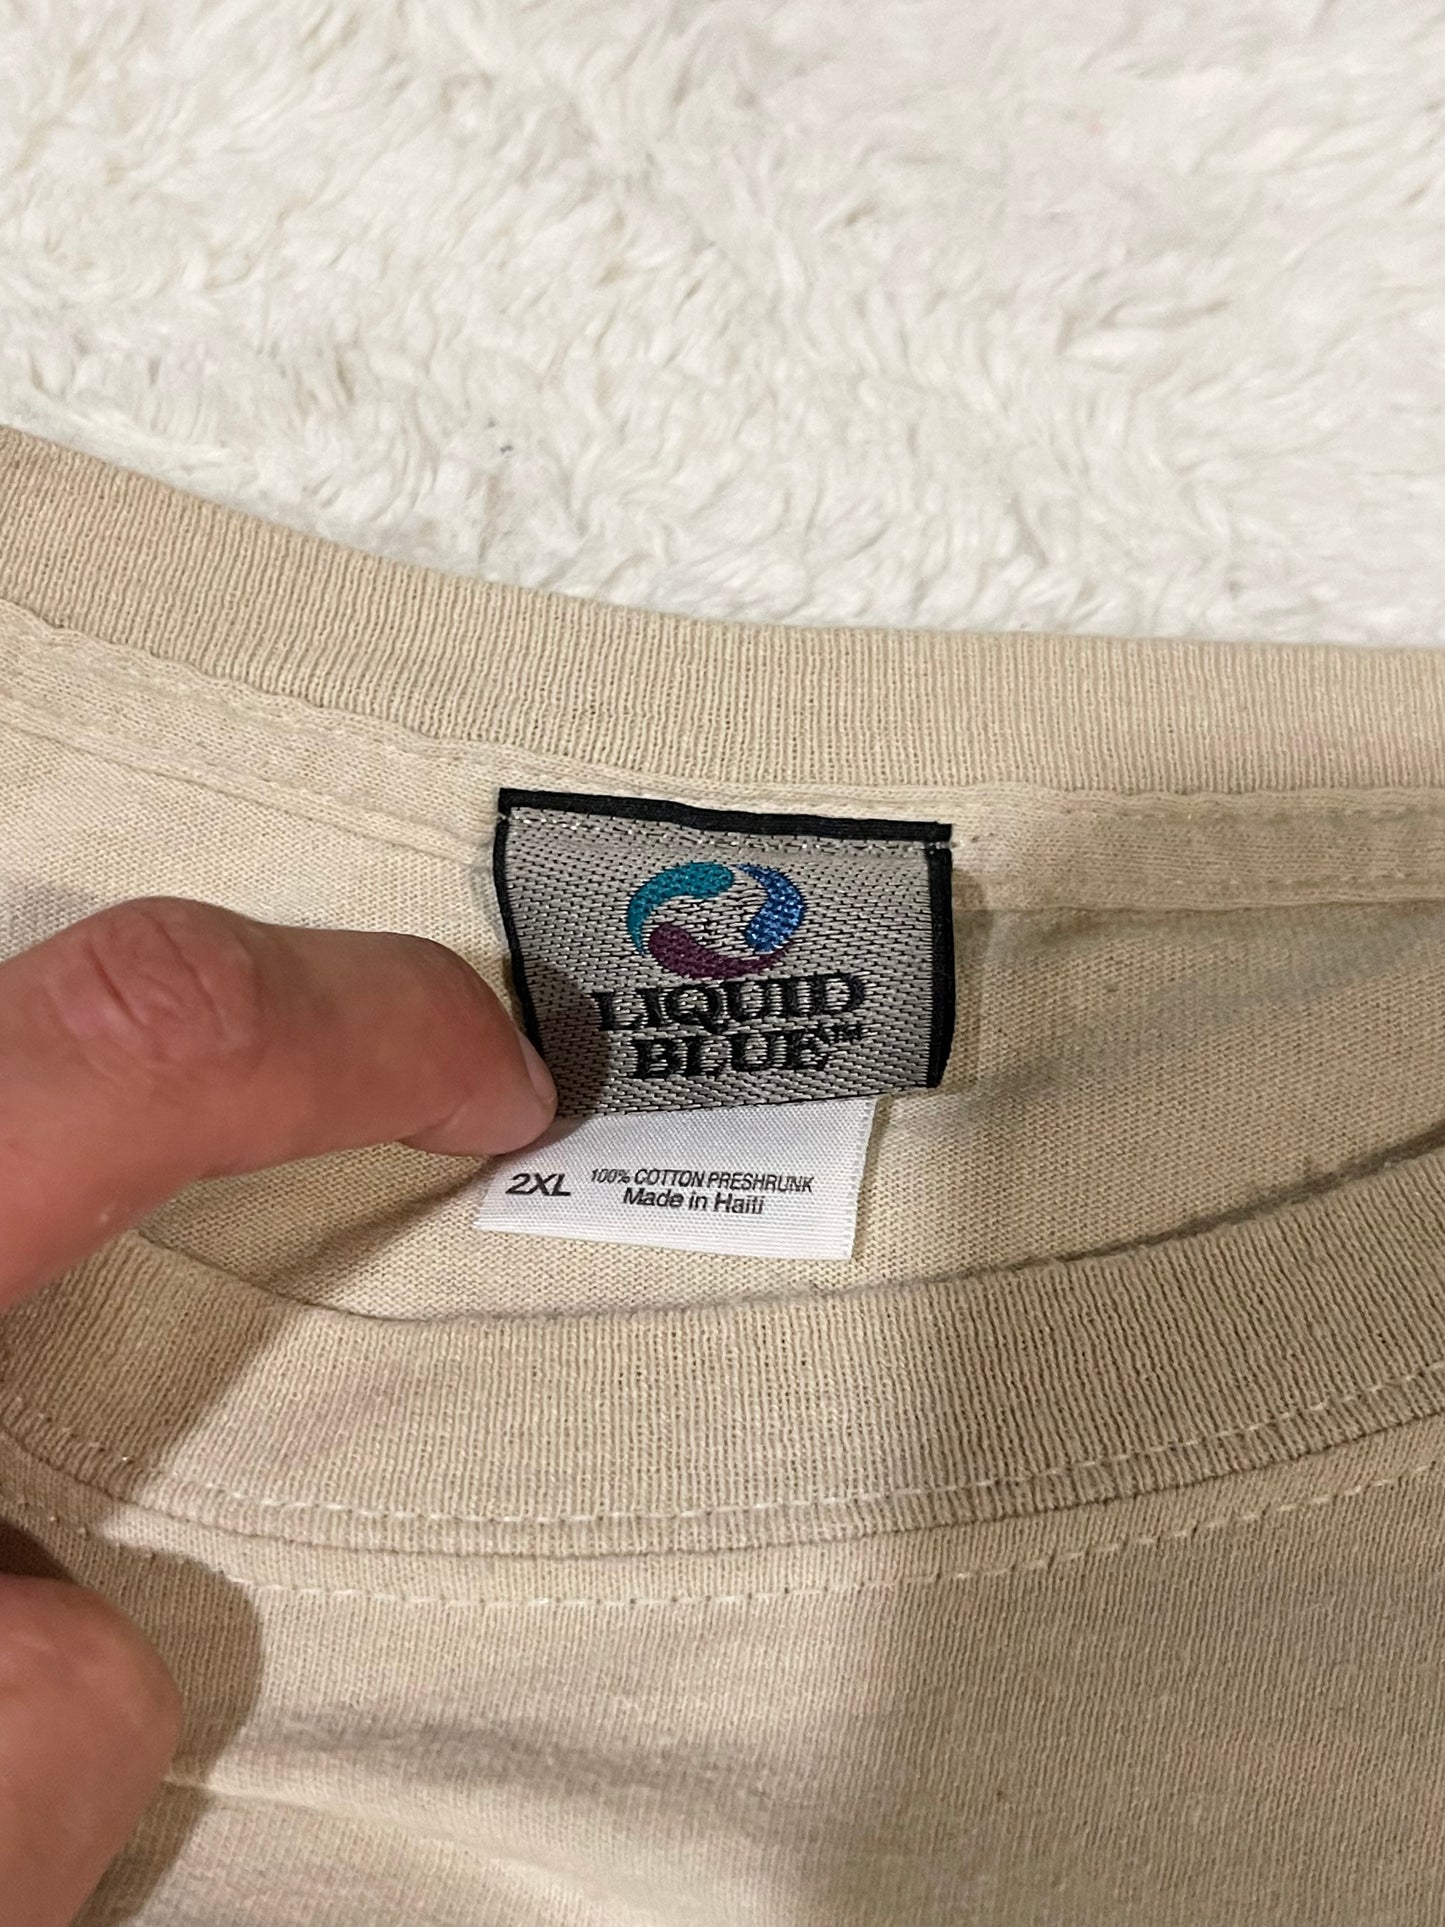 LIQUID
BLUE™
2XL 100% COTTON PRESHRUNK
Made in Haiti